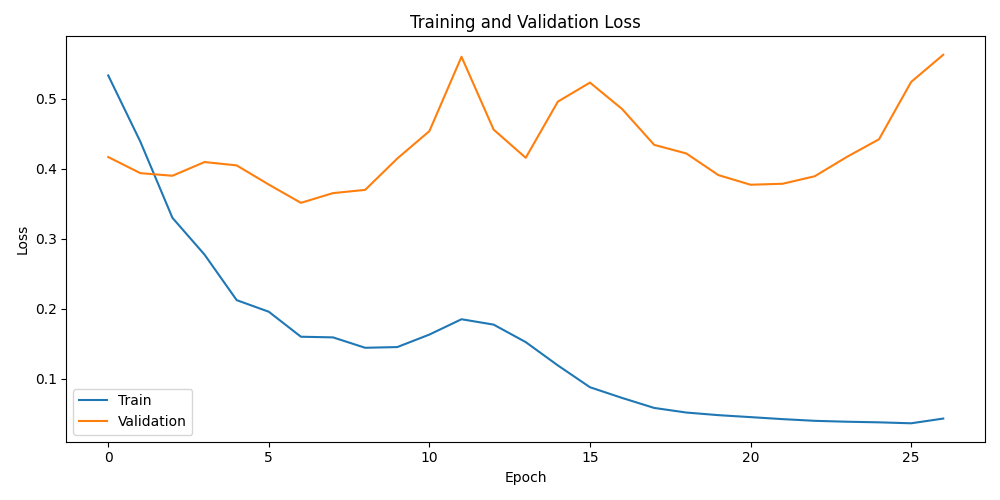 Training and Validation Loss
Loss
0.5
0.4
0.3
0.2
0.1
Train
Validation
0 5 10 15 20 25
Epoch